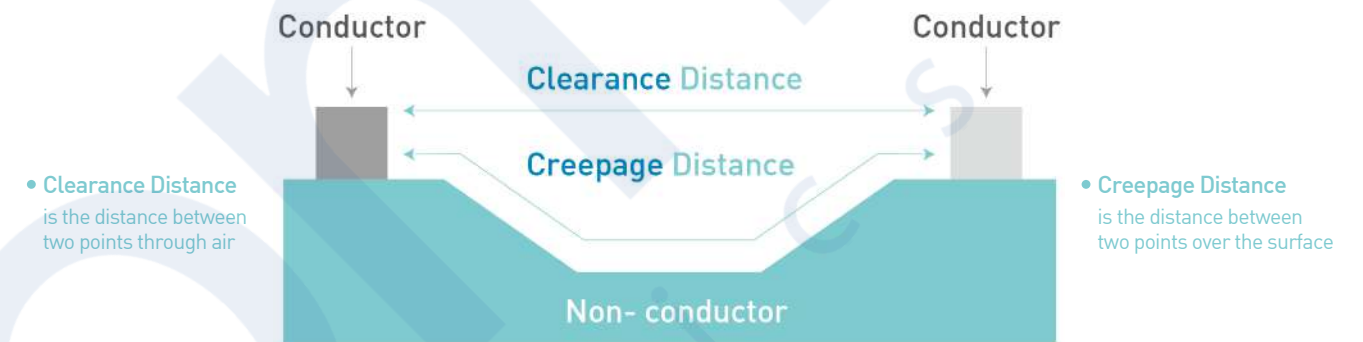 Conductor
Conductor
Clearance Distance
Creepage Distance
• Clearance Distance
is the distance between
two points through air
• Creepage Distance
is the distance between
two points over the surface
Non- conductor